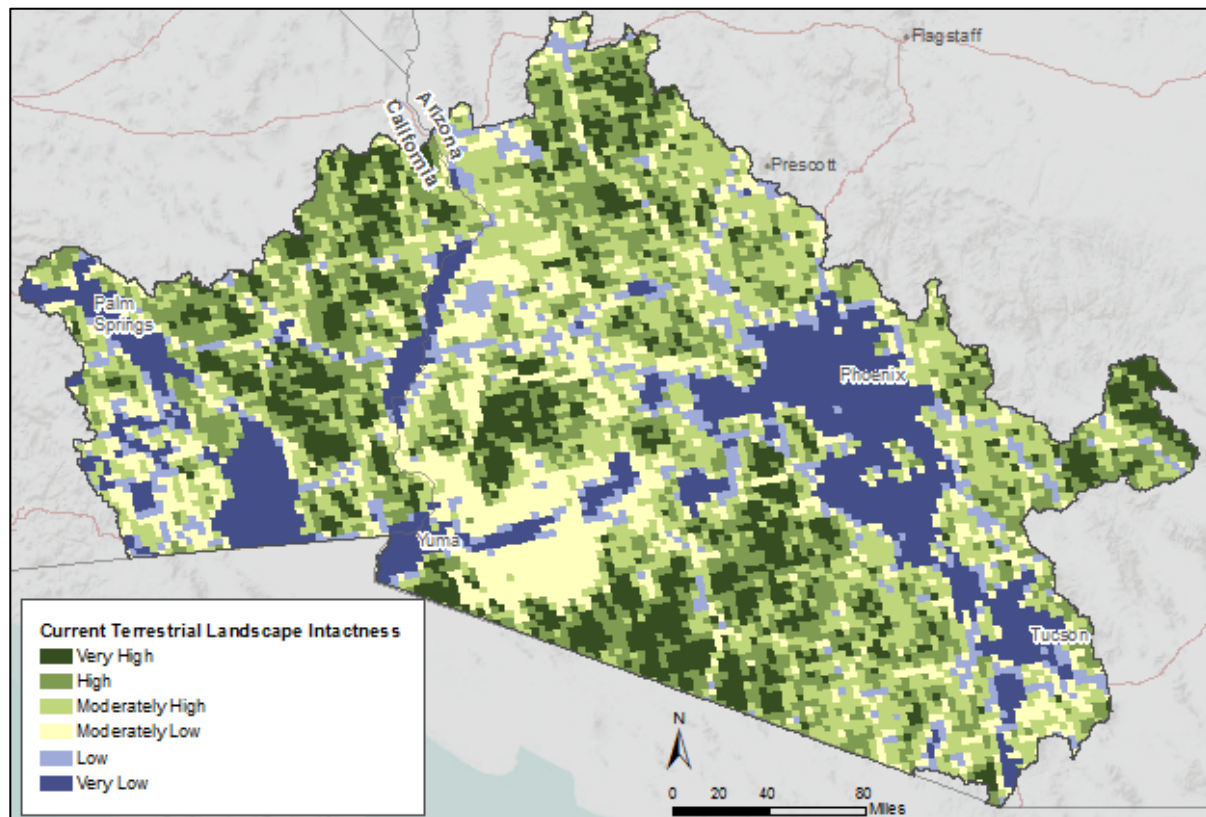 Flagstaff
Arizona
California
Prescott
Palm
Springs
Phoenix
Yuma
Tucson
Current Terrestrial Landscape Intactness
Very High
High
Moderately High
Moderately Low
Low
Very Low
N
0 20 40 80
Miles